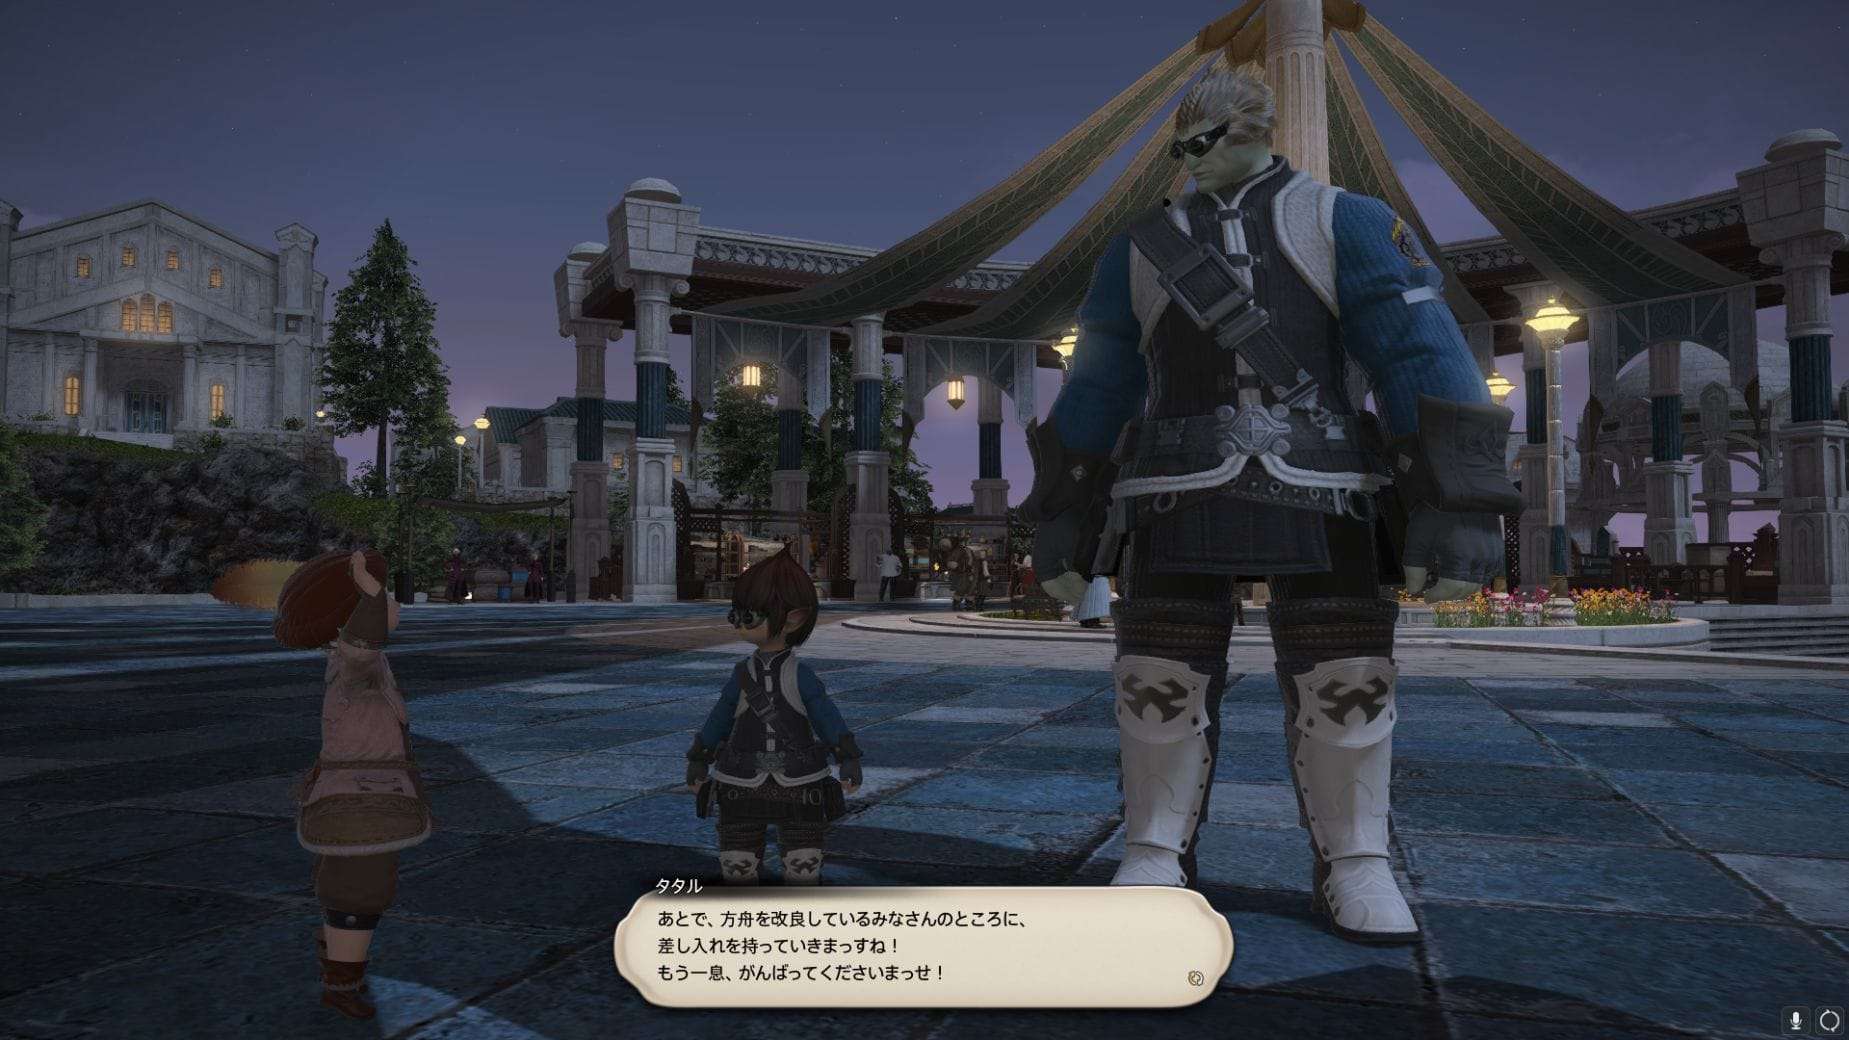 タタル
あとで、方舟を改良しているみなさんのところに、
差し入れを持っていきまっすね！
もう一息、がんばってくださいまっせ！